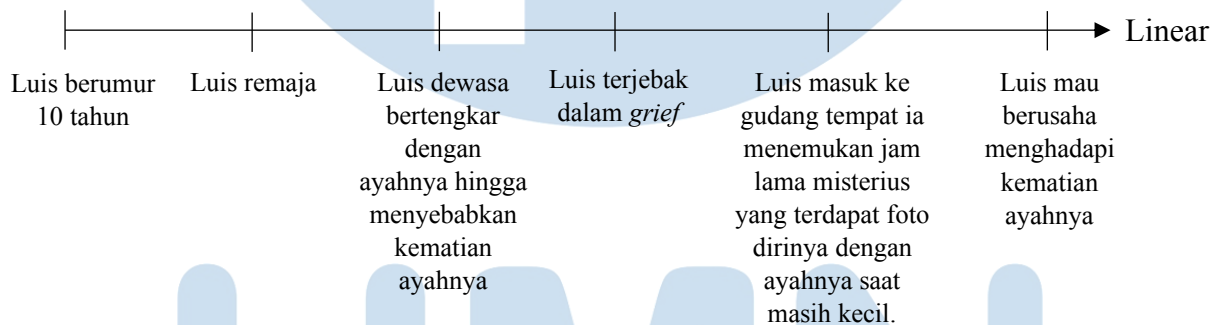 Linear
Luis berumur
10 tahun
Luis remaja
Luis dewasa
bertengkar
dengan
ayahnya hingga
menyebabkan
kematian
ayahnya
Luis terjebak
dalam grief
Luis masuk ke
gudang tempat ia
menemukan jam
lama misterius
yang terdapat foto
dirinya dengan
ayahnya saat
masih kecil.
Luis mau
berusaha
menghadapi
kematian
ayahnya